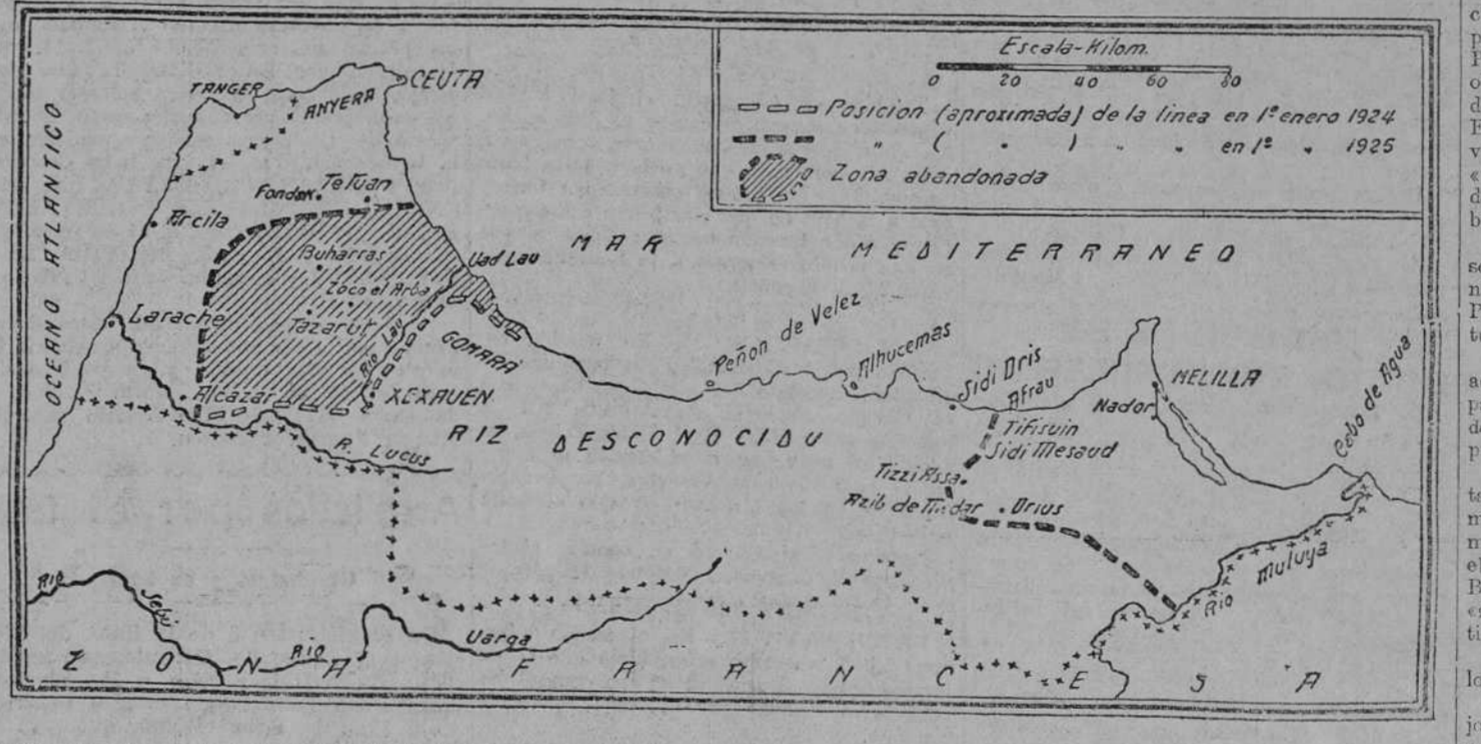 Escala-Kilom.
0 20 40 60 80
Posicion (aproximada) de la linea en 1º enero 1924
" ( " ) " " en 1º " 1925
Zona abandonada
OCEANO ATLANTICO
TANGER
ANYERA
CEUTA
Fondak
TeTuan
Arcila
Buharras
Zoco el Arba
Tazarut
Uad Lau
Rio Lau
GOMARA
Larache
Alcazar
XEXAUEN
MAR MEDITERRANEO
Peñon de Velez
Alhucemas
Sidi Dris
Afrau
MELILLA
Nador
Cabo de Agua
RIZ DESCONOCIDU
R. Lucus
Tifisuin
Sidi Mesaud
Tizzi Assa
Azib de Midar
Drius
Rio Muluya
Rio Sebú
Rio Uarga
ZONA FRANCESA